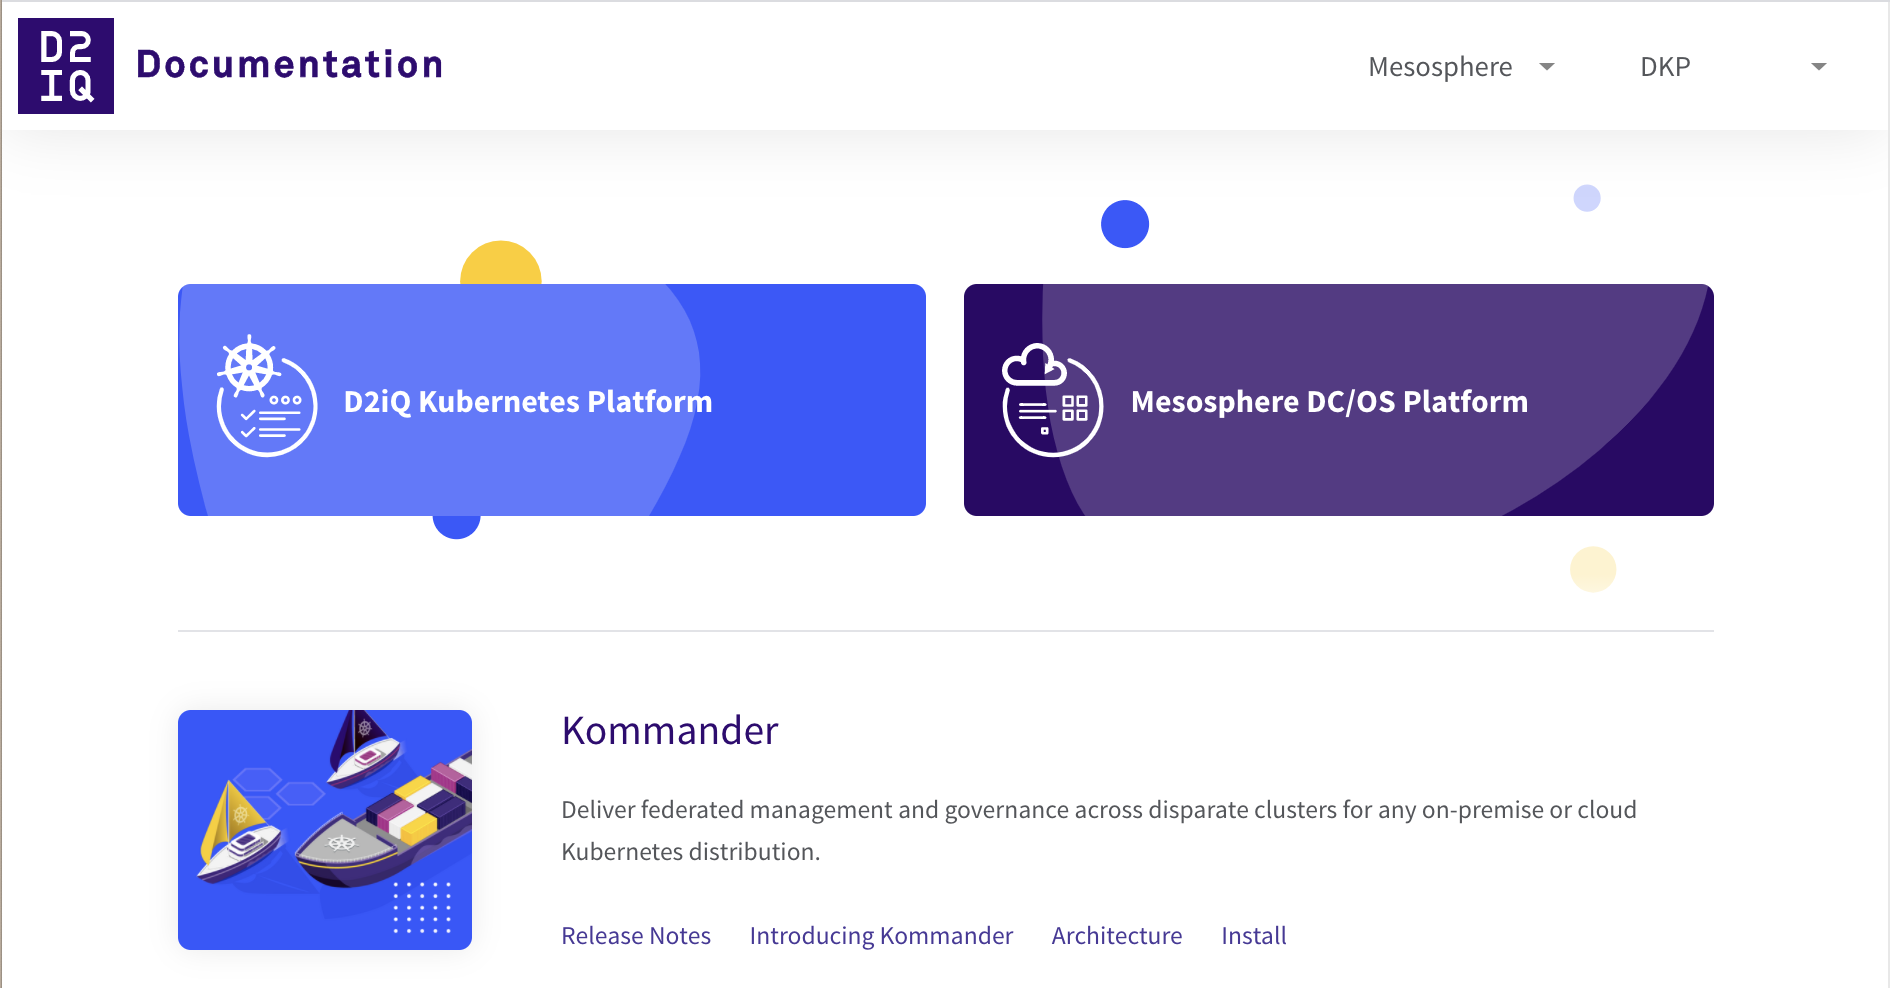 D2
IQ
Documentation
Mesosphere
DKP
D2iQ Kubernetes Platform
Mesosphere DC/OS Platform
Kommander
Deliver federated management and governance across disparate clusters for any on-premise or cloud
Kubernetes distribution.
Release Notes
Introducing Kommander
Architecture
Install